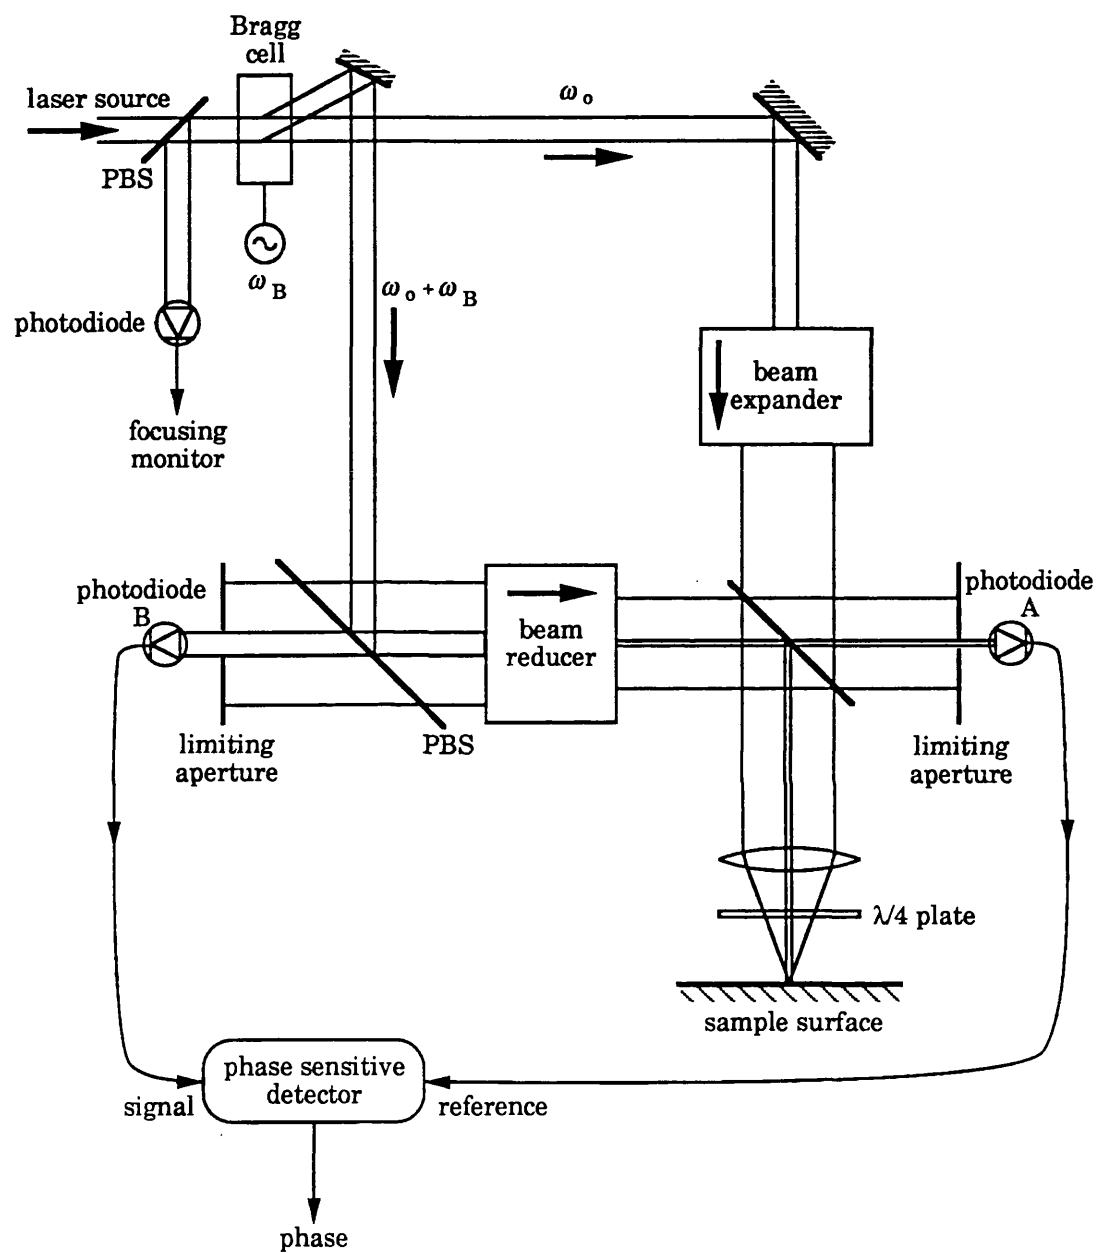 Bragg
cell
laser source
ω o
PBS
ω B
ω o + ω B
photodiode
focusing
monitor
beam
expander
photodiode
B
beam
reducer
photodiode
A
limiting
aperture
PBS
limiting
aperture
λ/4 plate
sample surface
phase sensitive
detector
signal
reference
phase